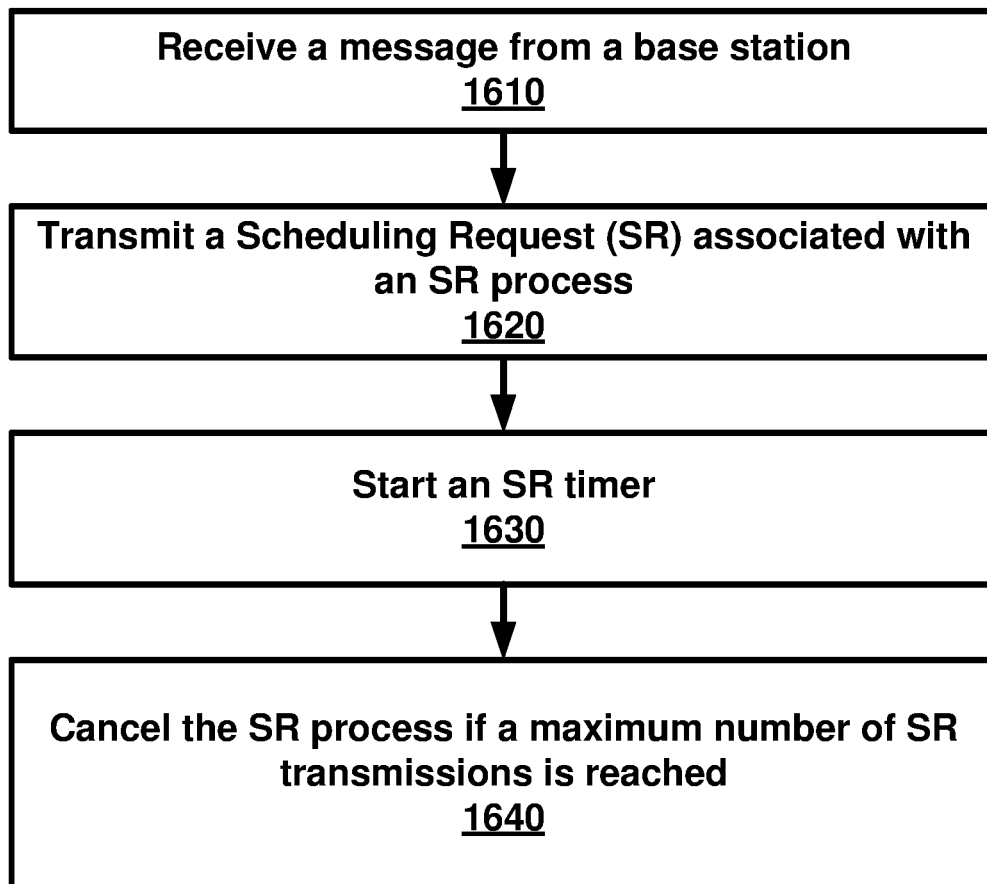 Receive a message from a base station
1610
Transmit a Scheduling Request (SR) associated with
an SR process
1620
Start an SR timer
1630
Cancel the SR process if a maximum number of SR
transmissions is reached
1640